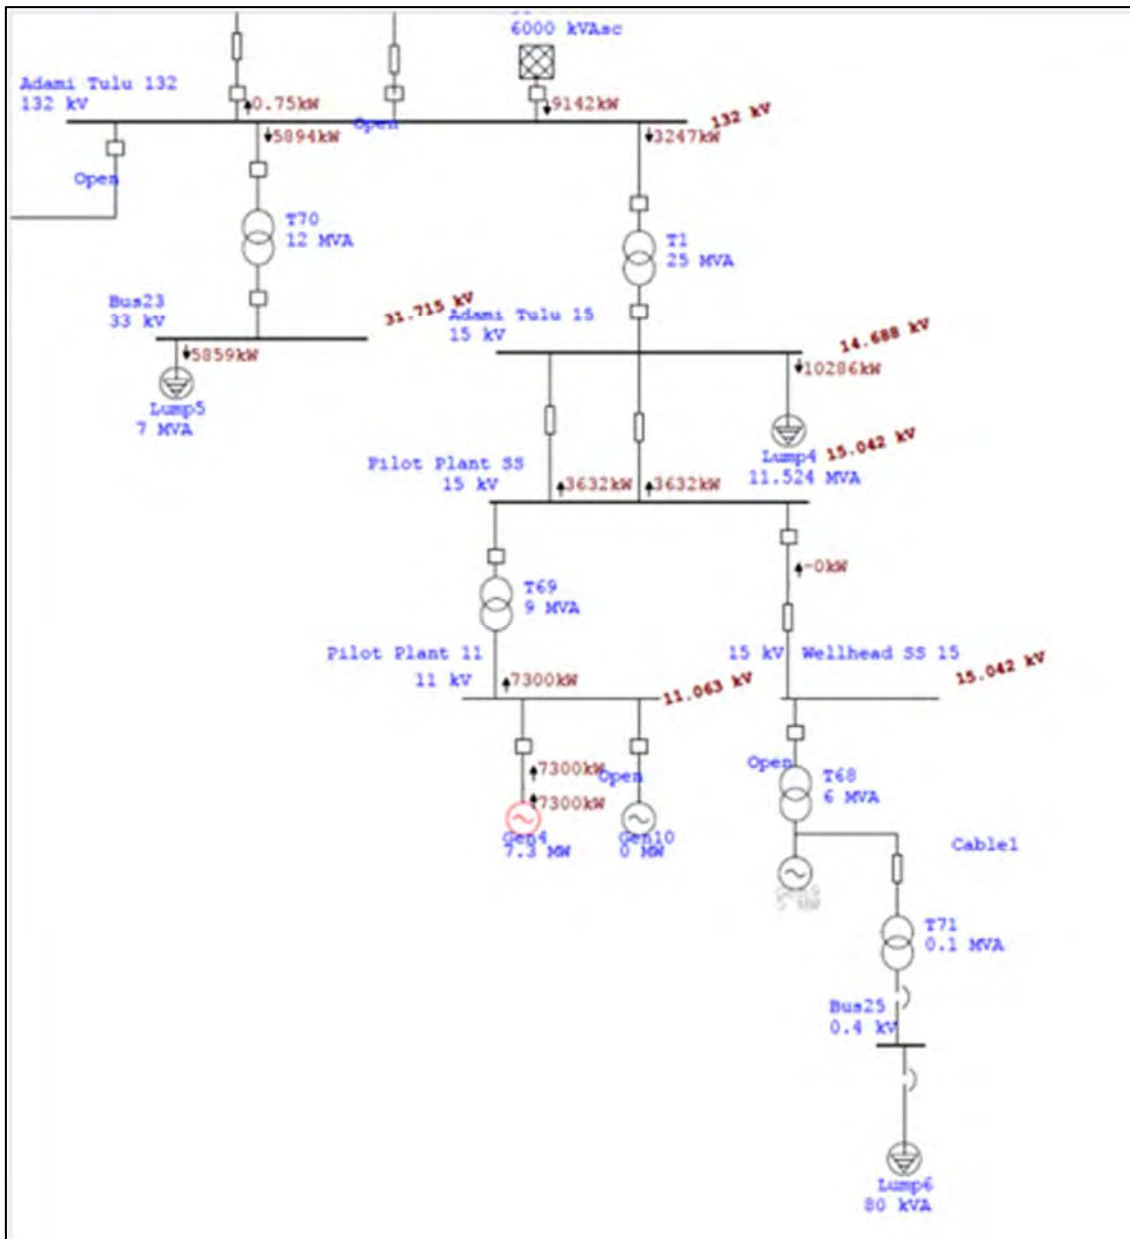 6000 kVAsc
Adami Tulu 132
132 kV
0.75kW
9142kW
132 kV
Open
5894kW
3247kW
Open
T70
12 MVA
T1
25 MVA
Bus23
33 kV
31.715 kV
Adami Tulu 15
15 kV
14.688 kV
5859kW
10286kW
Lump5
7 MVA
15.042 kV
Lump4
11.524 MVA
Pilot Plant SS
15 kV
3632kW
3632kW
-0kW
T69
9 MVA
Pilot Plant 11
11 kV
7300kW
11.063 kV
15 kV
Wellhead SS 15
15.042 kV
7300kW
Open
Open
7300kW
T68
6 MVA
Gen4
7.3 MW
Gen10
0 MW
Cable1
T71
0.1 MVA
Bus25
0.4 kV
Lump6
80 kVA